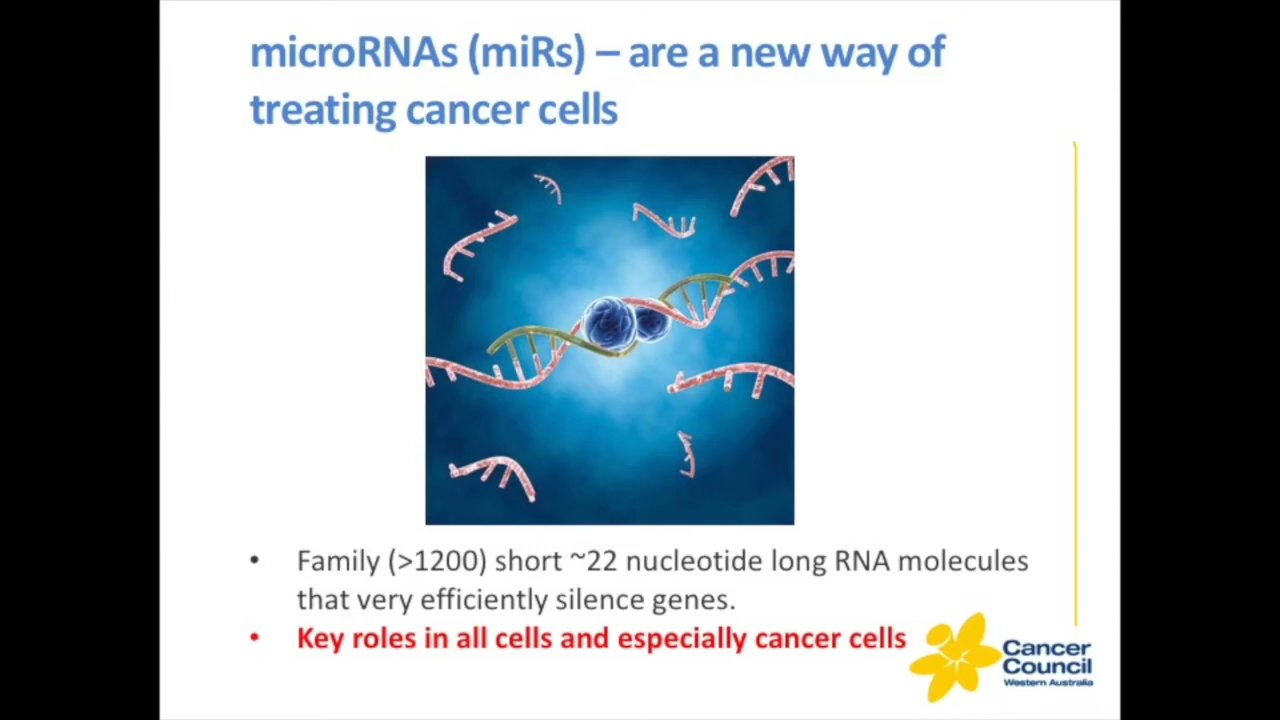 microRNAs (miRs) – are a new way of
treating cancer cells
• Family (>1200) short ~22 nucleotide long RNA molecules
that very efficiently silence genes.
• Key roles in all cells and especially cancer cells
Cancer
Council
Western Australia